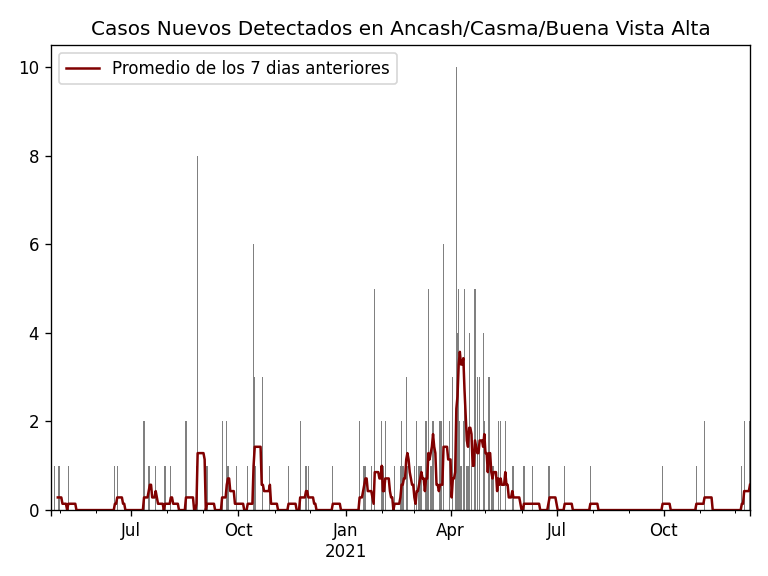 Casos Nuevos Detectados en Ancash/Casma/Buena Vista Alta
Promedio de los 7 dias anteriores
10
8
6
4
2
0
Jul
Oct
Jan
2021
Apr
Jul
Oct